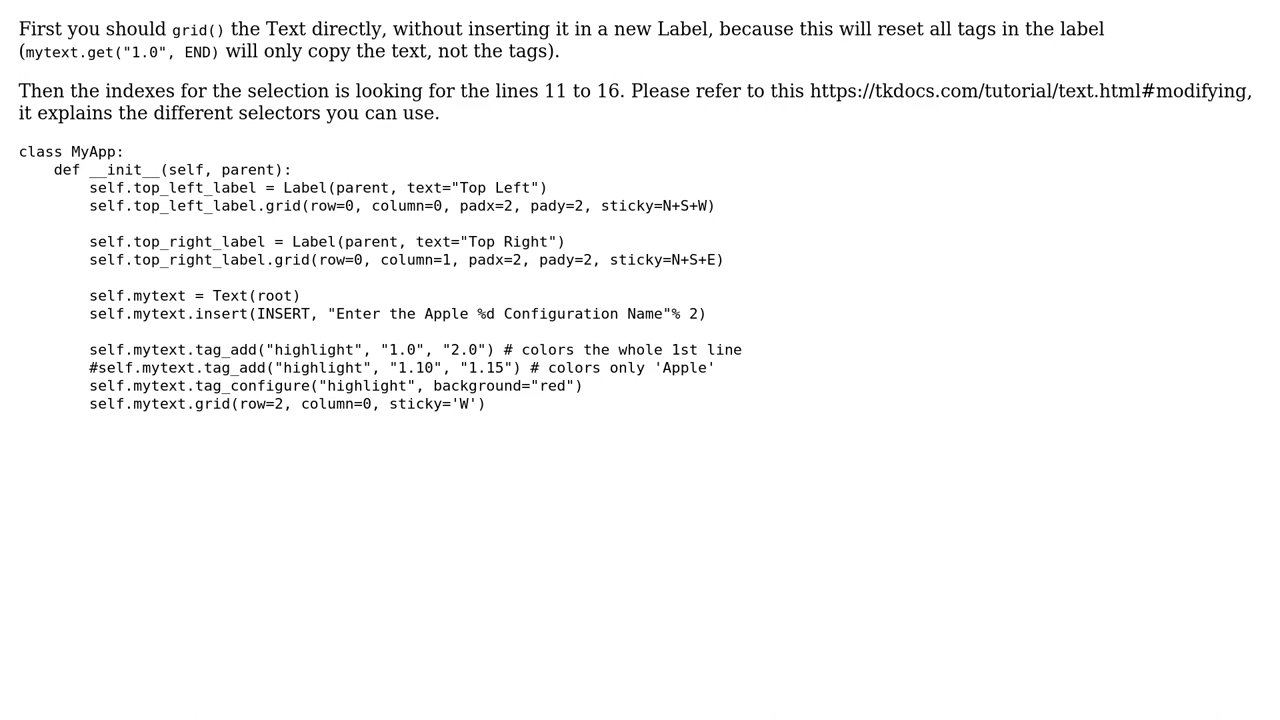 First you should grid() the Text directly, without inserting it in a new Label, because this will reset all tags in the label
(mytext.get("1.0", END) will only copy the text, not the tags).
Then the indexes for the selection is looking for the lines 11 to 16. Please refer to this https://tkdocs.com/tutorial/text.html#modifying,
it explains the different selectors you can use.
class MyApp:
    def __init__(self, parent):
        self.top_left_label = Label(parent, text="Top Left")
        self.top_left_label.grid(row=0, column=0, padx=2, pady=2, sticky=N+S+W)

        self.top_right_label = Label(parent, text="Top Right")
        self.top_right_label.grid(row=0, column=1, padx=2, pady=2, sticky=N+S+E)

        self.mytext = Text(root)
        self.mytext.insert(INSERT, "Enter the Apple %d Configuration Name"% 2)

        self.mytext.tag_add("highlight", "1.0", "2.0") # colors the whole 1st line
        #self.mytext.tag_add("highlight", "1.10", "1.15") # colors only 'Apple'
        self.mytext.tag_configure("highlight", background="red")
        self.mytext.grid(row=2, column=0, sticky='W')